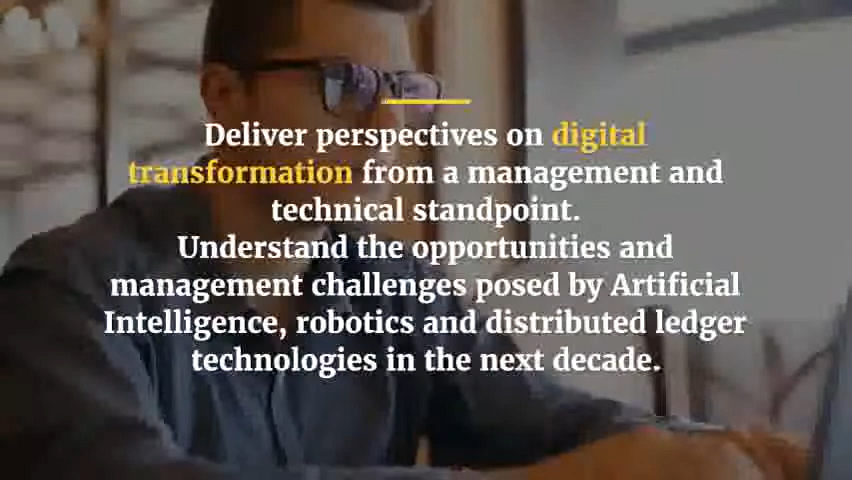 Deliver perspectives on digital
transformation from a management and
technical standpoint.
Understand the opportunities and
management challenges posed by Artificial
Intelligence, robotics and distributed ledger
technologies in the next decade.